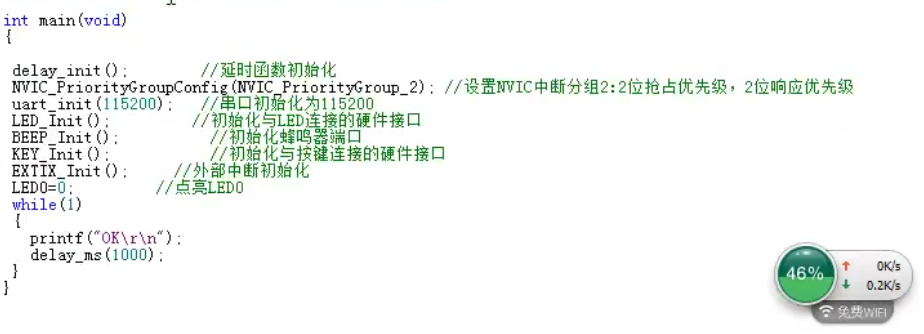 int main(void)
{
delay_init(); //延时函数初始化
NVIC_PriorityGroupConfig(NVIC_PriorityGroup_2); //设置NVIC中断分组2:2位抢占优先级，2位响应优先级
uart_init(115200); //串口初始化为115200
LED_Init(); //初始化与LED连接的硬件接口
BEEP_Init(); //初始化蜂鸣器端口
KEY_Init(); //初始化与按键连接的硬件接口
EXTIX_Init(); //外部中断初始化
LED0=0; //点亮LED0
while(1)
{
printf("OK\r\n");
delay_ms(1000);
}
}
46%
0K/s
0.2K/s
免费WiFi